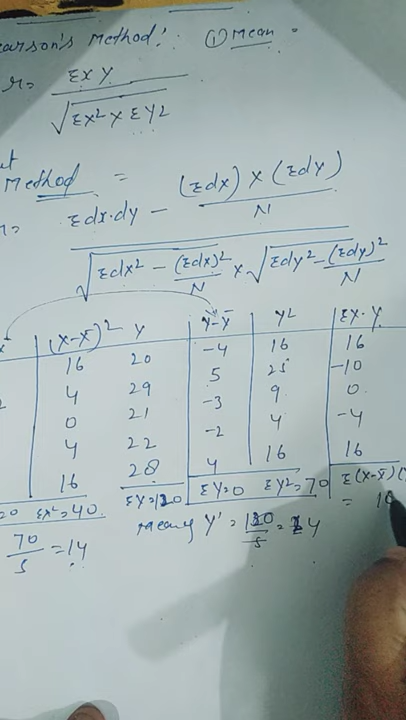 earson's Method:  ① Mean =
r = ΣXY
√ΣX² × ΣY²
Method =
r = Σdx.dy − (Σdx) × (Σdy)
N
√Σdx² − (Σdx)²/N × √Σdy² − (Σdy)²/N
(X-X̄)² Y Y-Ȳ Y² ΣX.Y
16 20 -4 16 16
4 29 5 25 -10
0 21 -3 9 0
4 22 -2 4 -4
16 28 4 16 16
ΣX²=40 ΣY=120 ΣY=0 ΣY²=70 Σ(X-X̄)(
= 1
70/5 = 14
Mean Y' = 120/5 = 24